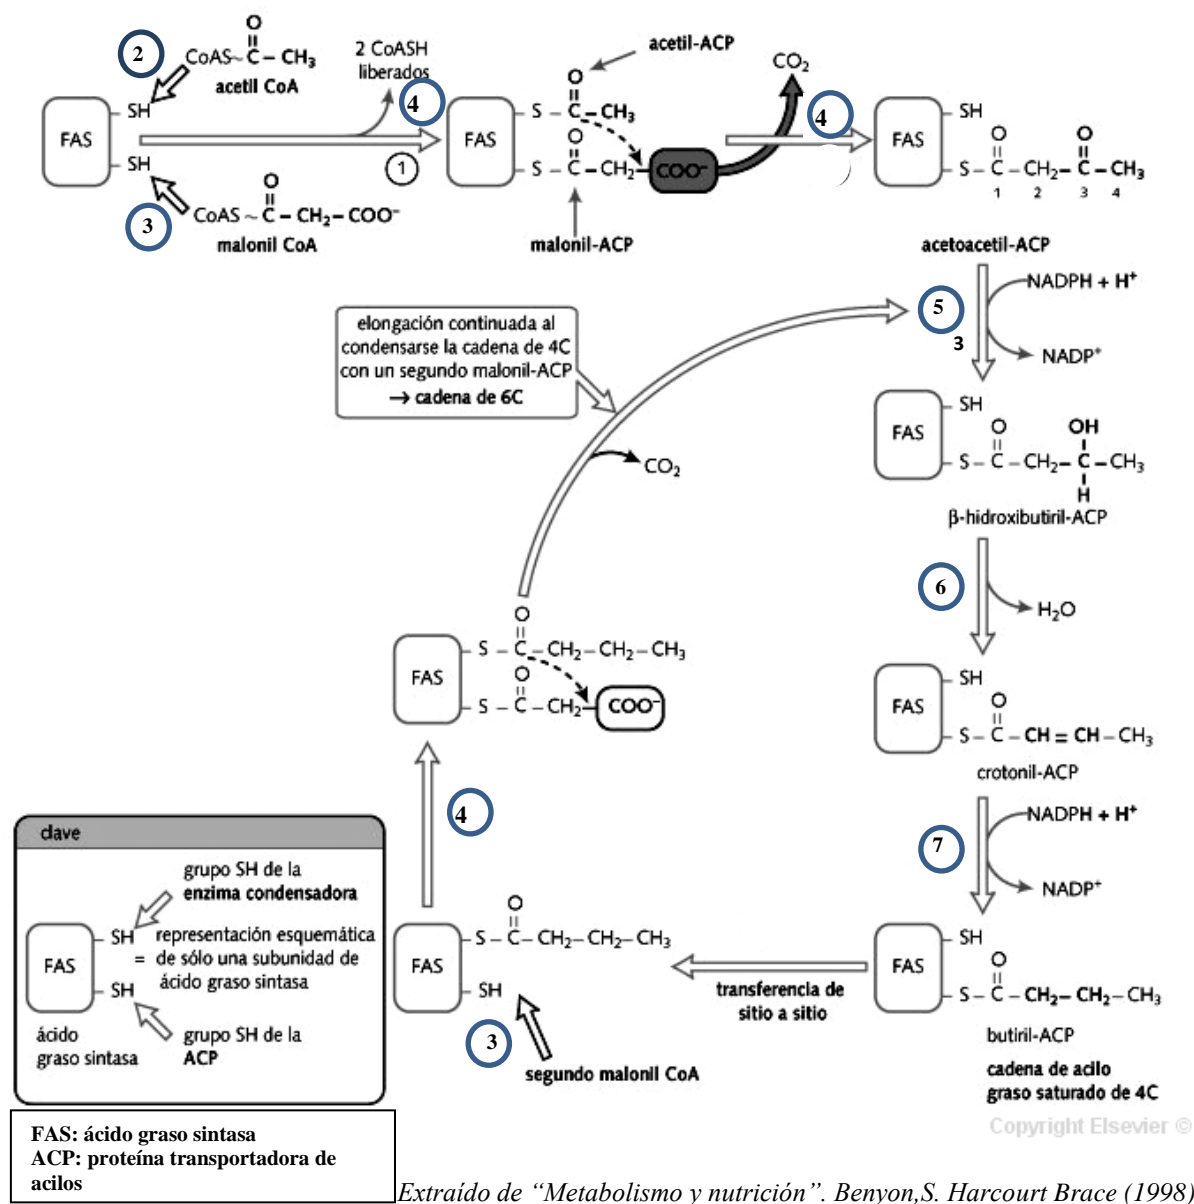 2
CoAS~C–CH₃
O
acetil CoA
2 CoASH
liberados
4
acetil-ACP
CO₂
4
FAS
SH
SH
1
FAS
O
S – C – CH₃
O
S – C – CH₂ – COO⁻
malonil-ACP
FAS
SH
O O
S – C – CH₂ – C – CH₃
1 2 3 4
acetoacetil-ACP
3
O
CoAS ~ C – CH₂ – COO⁻
malonil CoA
5
3
NADPH + H⁺
NADP⁺
elongación continuada al
condensarse la cadena de 4C
con un segundo malonil-ACP
→ cadena de 6C
CO₂
FAS
SH
O OH
S – C – CH₂ – C – CH₃
H
β-hidroxibutiril-ACP
6
H₂O
FAS
O
S – C – CH₂ – CH₂ – CH₃
O
S – C – CH₂ – COO⁻
FAS
SH
O
S – C – CH = CH – CH₃
crotonil-ACP
7
NADPH + H⁺
NADP⁺
4
FAS
O
S – C – CH₂ – CH₂ – CH₃
SH
3
segundo malonil CoA
transferencia de
sitio a sitio
FAS
SH
O
S – C – CH₂ – CH₂ – CH₃
butiril-ACP
cadena de acilo
graso saturado de 4C
clave
grupo SH de la
enzima condensadora
FAS
SH
SH
= representación esquemática
de sólo una subunidad de
ácido graso sintasa
ácido
graso sintasa
grupo SH de la
ACP
Copyright Elsevier ©
FAS: ácido graso sintasa
ACP: proteína transportadora de
acilos
Extraído de “Metabolismo y nutrición”. Benyon,S. Harcourt Brace (1998)